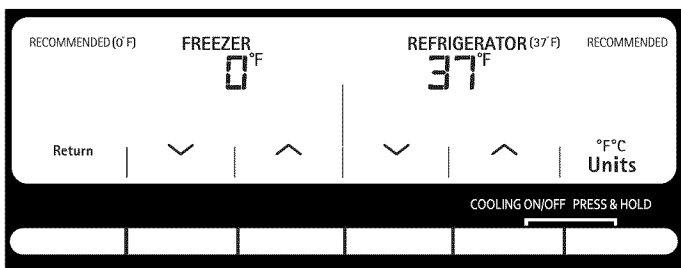 RECOMMENDED (0°F) FREEZER REFRIGERATOR (37°F) RECOMMENDED
0°F 37°F
Return °F°C Units
COOLING ON/OFF PRESS & HOLD